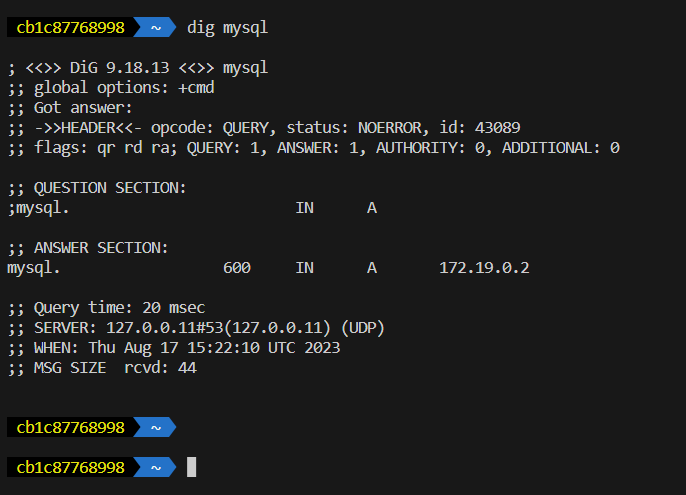 cb1c87768998 ~ dig mysql
; <<>> DiG 9.18.13 <<>> mysql
;; global options: +cmd
;; Got answer:
;; ->>HEADER<<- opcode: QUERY, status: NOERROR, id: 43089
;; flags: qr rd ra; QUERY: 1, ANSWER: 1, AUTHORITY: 0, ADDITIONAL: 0
;; QUESTION SECTION:
;mysql. IN A
;; ANSWER SECTION:
mysql. 600 IN A 172.19.0.2
;; Query time: 20 msec
;; SERVER: 127.0.0.11#53(127.0.0.11) (UDP)
;; WHEN: Thu Aug 17 15:22:10 UTC 2023
;; MSG SIZE rcvd: 44
cb1c87768998 ~
cb1c87768998 ~